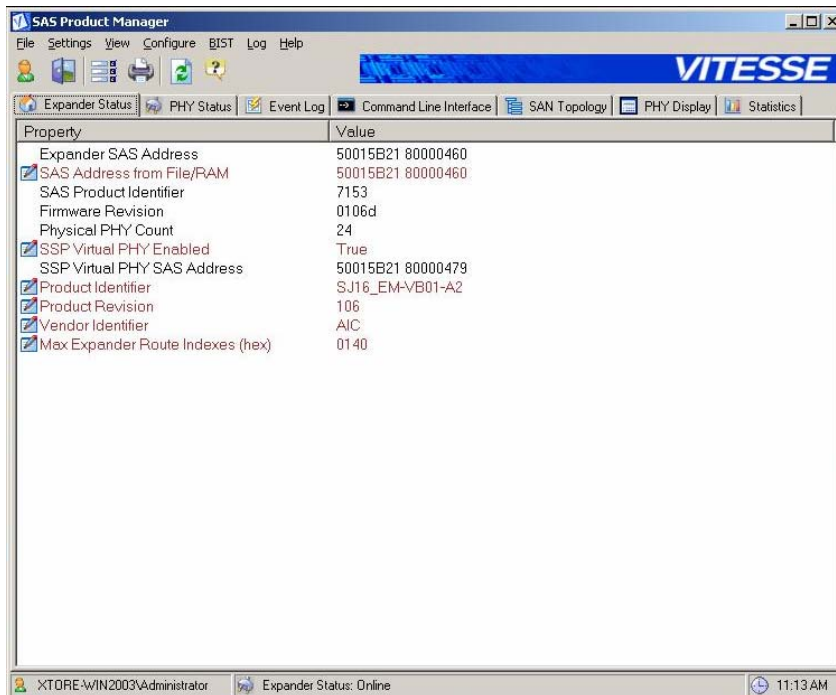 SAS Product Manager
File Settings View Configure BIST Log Help
VITESSE
Expander Status PHY Status Event Log Command Line Interface SAN Topology PHY Display Statistics
Property Value
Expander SAS Address 50015B21 80000460
SAS Address from File/RAM 50015B21 80000460
SAS Product Identifier 7153
Firmware Revision 0106d
Physical PHY Count 24
SSP Virtual PHY Enabled True
SSP Virtual PHY SAS Address 50015B21 80000479
Product Identifier SJ16_EM-VB01-A2
Product Revision 106
Vendor Identifier AIC
Max Expander Route Indexes (hex) 0140
XTORE-WIN2003\Administrator Expander Status: Online 11:13 AM